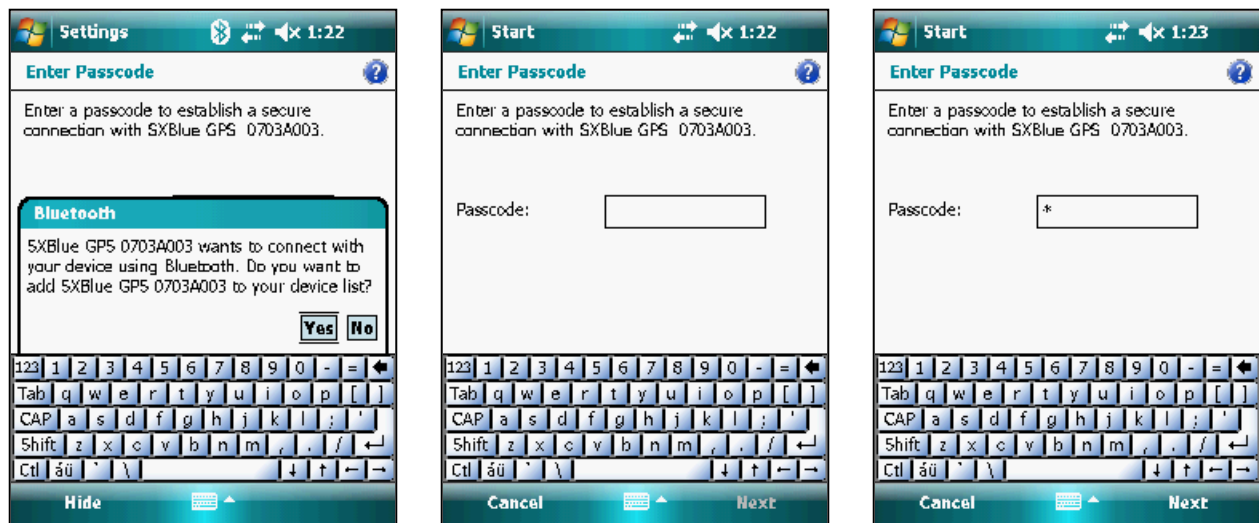 Settings 1:22
Enter Passcode
Enter a passcode to establish a secure
connection with SXBlue GPS 0703A003.
Bluetooth
SXBlue GPS 0703A003 wants to connect with
your device using Bluetooth. Do you want to
add SXBlue GPS 0703A003 to your device list?
Yes No
123 1 2 3 4 5 6 7 8 9 0 - =
Tab q w e r t y u i o p [ ]
CAP a s d f g h j k l ; '
Shift z x c v b n m , . /
Ctl áü ` \
Hide
Start 1:22
Enter Passcode
Enter a passcode to establish a secure
connection with SXBlue GPS 0703A003.
Passcode:
123 1 2 3 4 5 6 7 8 9 0 - =
Tab q w e r t y u i o p [ ]
CAP a s d f g h j k l ; '
Shift z x c v b n m , . /
Ctl áü ` \
Cancel Next
Start 1:23
Enter Passcode
Enter a passcode to establish a secure
connection with SXBlue GPS 0703A003.
Passcode: *
123 1 2 3 4 5 6 7 8 9 0 - =
Tab q w e r t y u i o p [ ]
CAP a s d f g h j k l ; '
Shift z x c v b n m , . /
Ctl áü ` \
Cancel Next